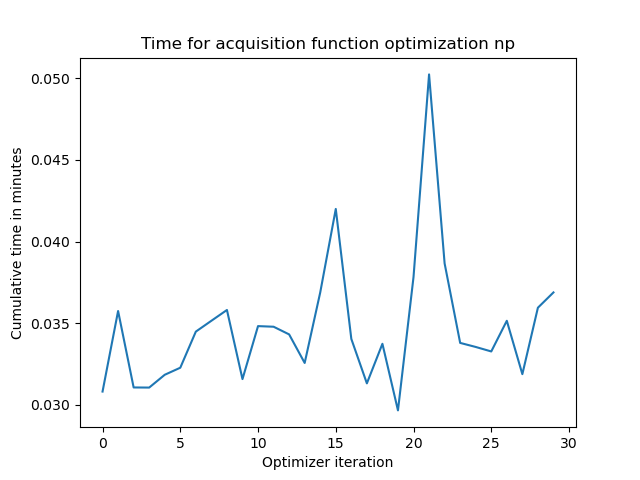 Time for acquisition function optimization np
0.050
0.045
0.040
0.035
0.030
Cumulative time in minutes
0 5 10 15 20 25 30
Optimizer iteration